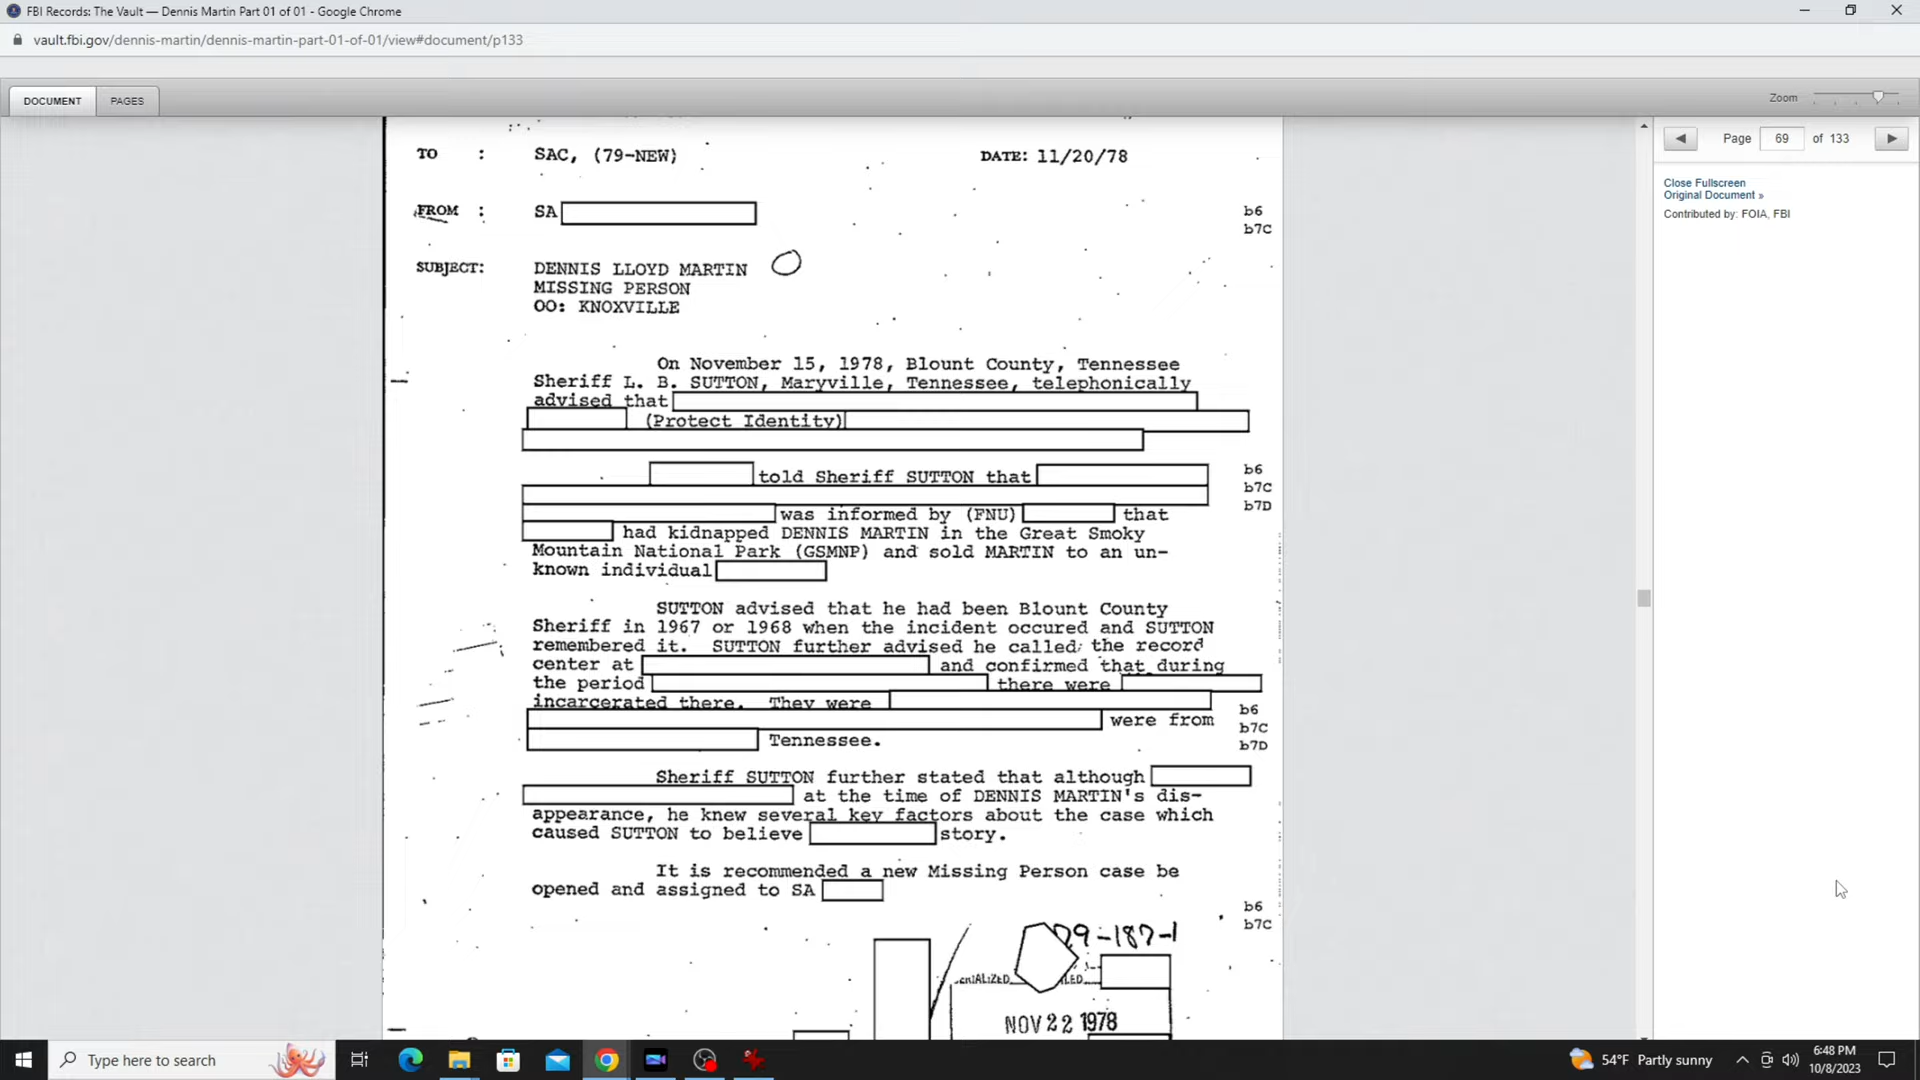 FBI Records: The Vault — Dennis Martin Part 01 of 01 - Google Chrome
vault.fbi.gov/dennis-martin/dennis-martin-part-01-of-01/view#document/p133
DOCUMENT PAGES Zoom
Page 69 of 133
Close Fullscreen
Original Document »
Contributed by: FOIA, FBI
TO : SAC, (79-NEW) DATE: 11/20/78
FROM : SA b6
b7C
SUBJECT: DENNIS LLOYD MARTIN
MISSING PERSON
OO: KNOXVILLE
On November 15, 1978, Blount County, Tennessee
Sheriff L. B. SUTTON, Maryville, Tennessee, telephonically
advised that
(Protect Identity)
told Sheriff SUTTON that b6
b7C
b7D
was informed by (FNU) that
had kidnapped DENNIS MARTIN in the Great Smoky
Mountain National Park (GSMNP) and sold MARTIN to an un-
known individual
SUTTON advised that he had been Blount County
Sheriff in 1967 or 1968 when the incident occured and SUTTON
remembered it. SUTTON further advised he called the record
center at and confirmed that during
the period there were
incarcerated there. They were b6
were from b7C
Tennessee. b7D
Sheriff SUTTON further stated that although
at the time of DENNIS MARTIN's dis-
appearance, he knew several key factors about the case which
caused SUTTON to believe story.
It is recommended a new Missing Person case be
opened and assigned to SA
b6
b7C
79-187-1
NOV 22 1978
Type here to search
54°F Partly sunny
6:48 PM
10/8/2023